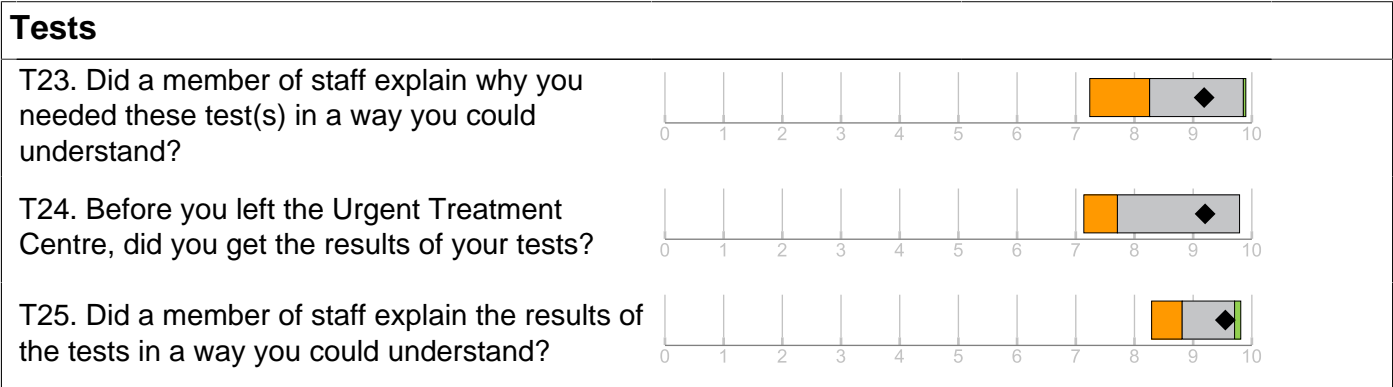 Tests
T23. Did a member of staff explain why you
needed these test(s) in a way you could
understand?
0 1 2 3 4 5 6 7 8 9 10
T24. Before you left the Urgent Treatment
Centre, did you get the results of your tests?
0 1 2 3 4 5 6 7 8 9 10
T25. Did a member of staff explain the results of
the tests in a way you could understand?
0 1 2 3 4 5 6 7 8 9 10